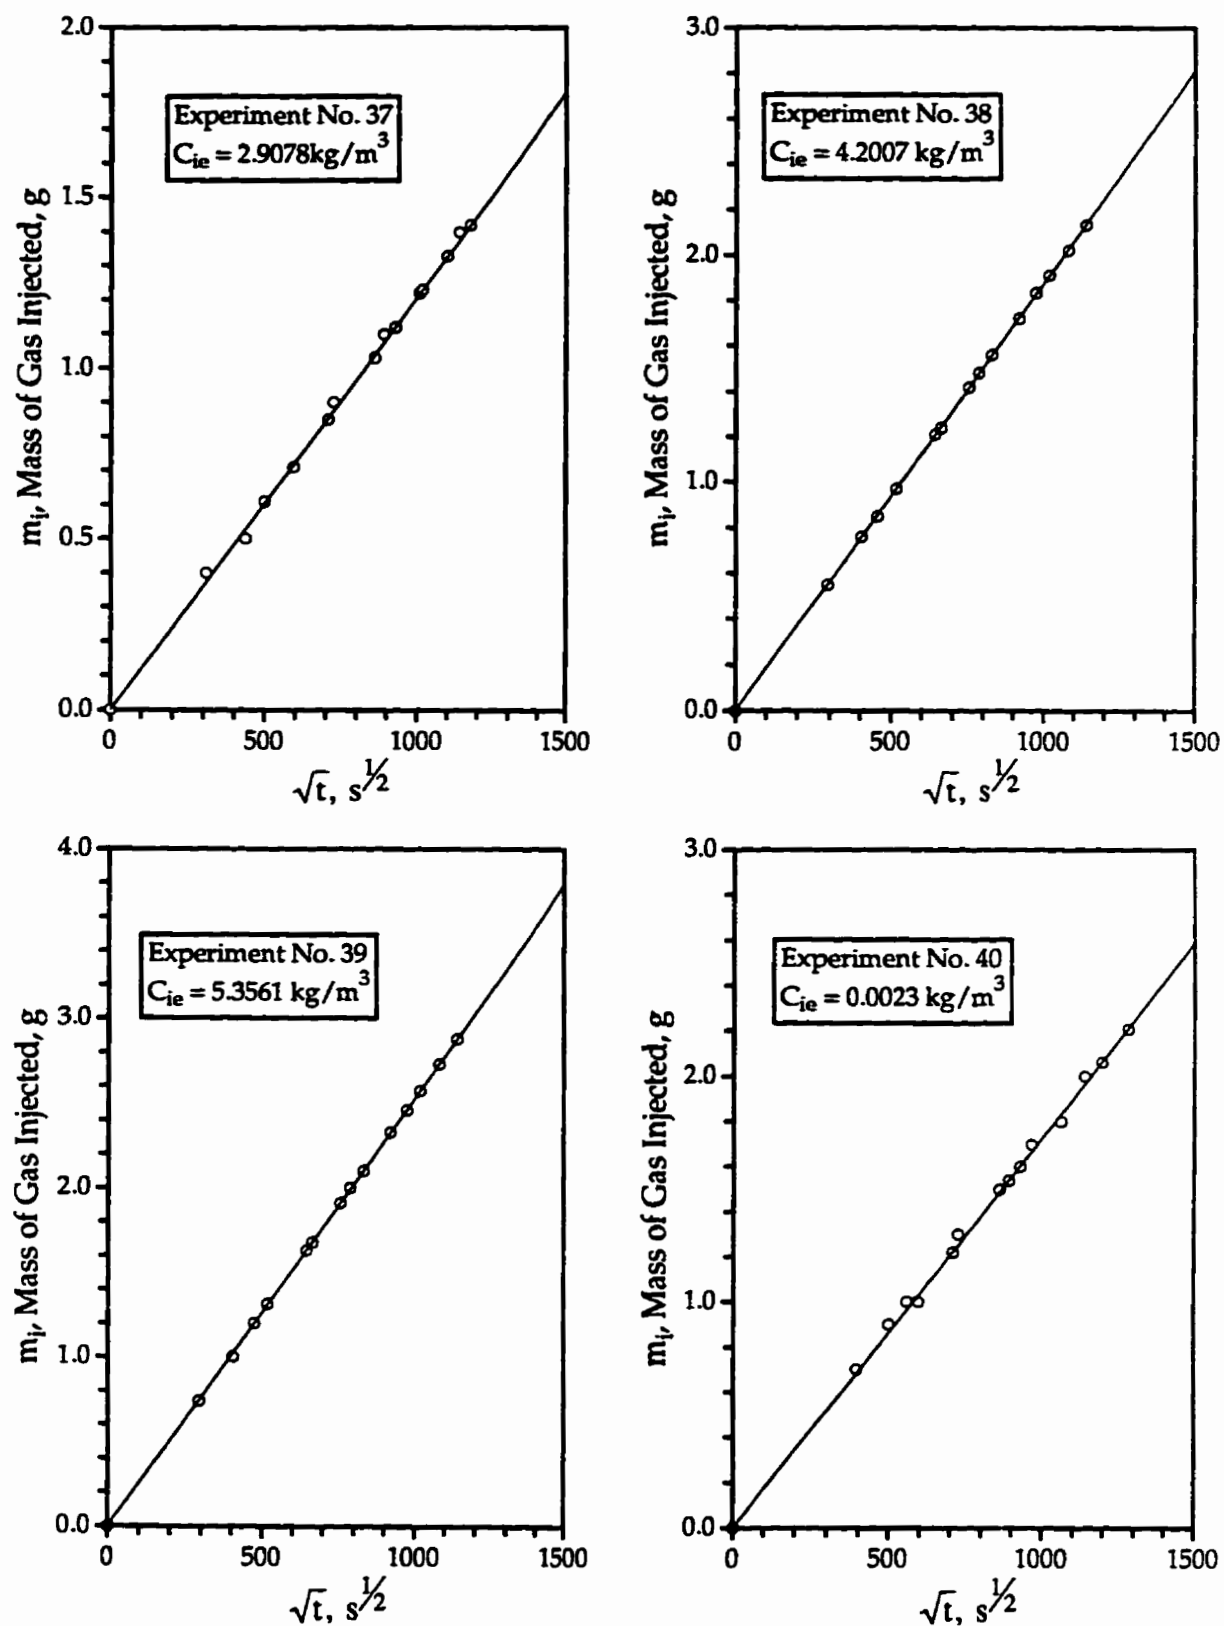 2.0
1.5
1.0
0.5
0.0
0
500
1000
1500
m_i, Mass of Gas Injected, g
√t, s^1/2
Experiment No. 37
C_ie = 2.9078kg/m^3
3.0
2.0
1.0
0.0
0
500
1000
1500
m_i, Mass of Gas Injected, g
√t, s^1/2
Experiment No. 38
C_ie = 4.2007 kg/m^3
4.0
3.0
2.0
1.0
0.0
0
500
1000
1500
m_i, Mass of Gas Injected, g
√t, s^1/2
Experiment No. 39
C_ie = 5.3561 kg/m^3
3.0
2.0
1.0
0.0
0
500
1000
1500
m_i, Mass of Gas Injected, g
√t, s^1/2
Experiment No. 40
C_ie = 0.0023 kg/m^3